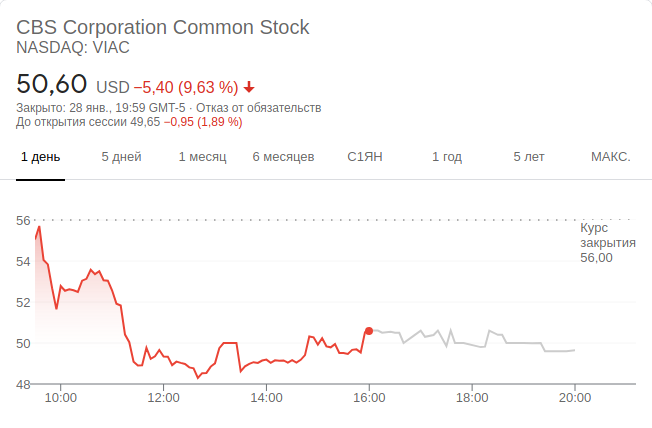 CBS Corporation Common Stock
NASDAQ: VIAC
50,60 USD −5,40 (9,63 %)
Закрыто: 28 янв., 19:59 GMT-5 · Отказ от обязательств
До открытия сессии 49,65 −0,95 (1,89 %)
1 день 5 дней 1 месяц 6 месяцев С1ЯН 1 год 5 лет МАКС.
56
Курс
закрытия
56,00
54
52
50
48
10:00 12:00 14:00 16:00 18:00 20:00